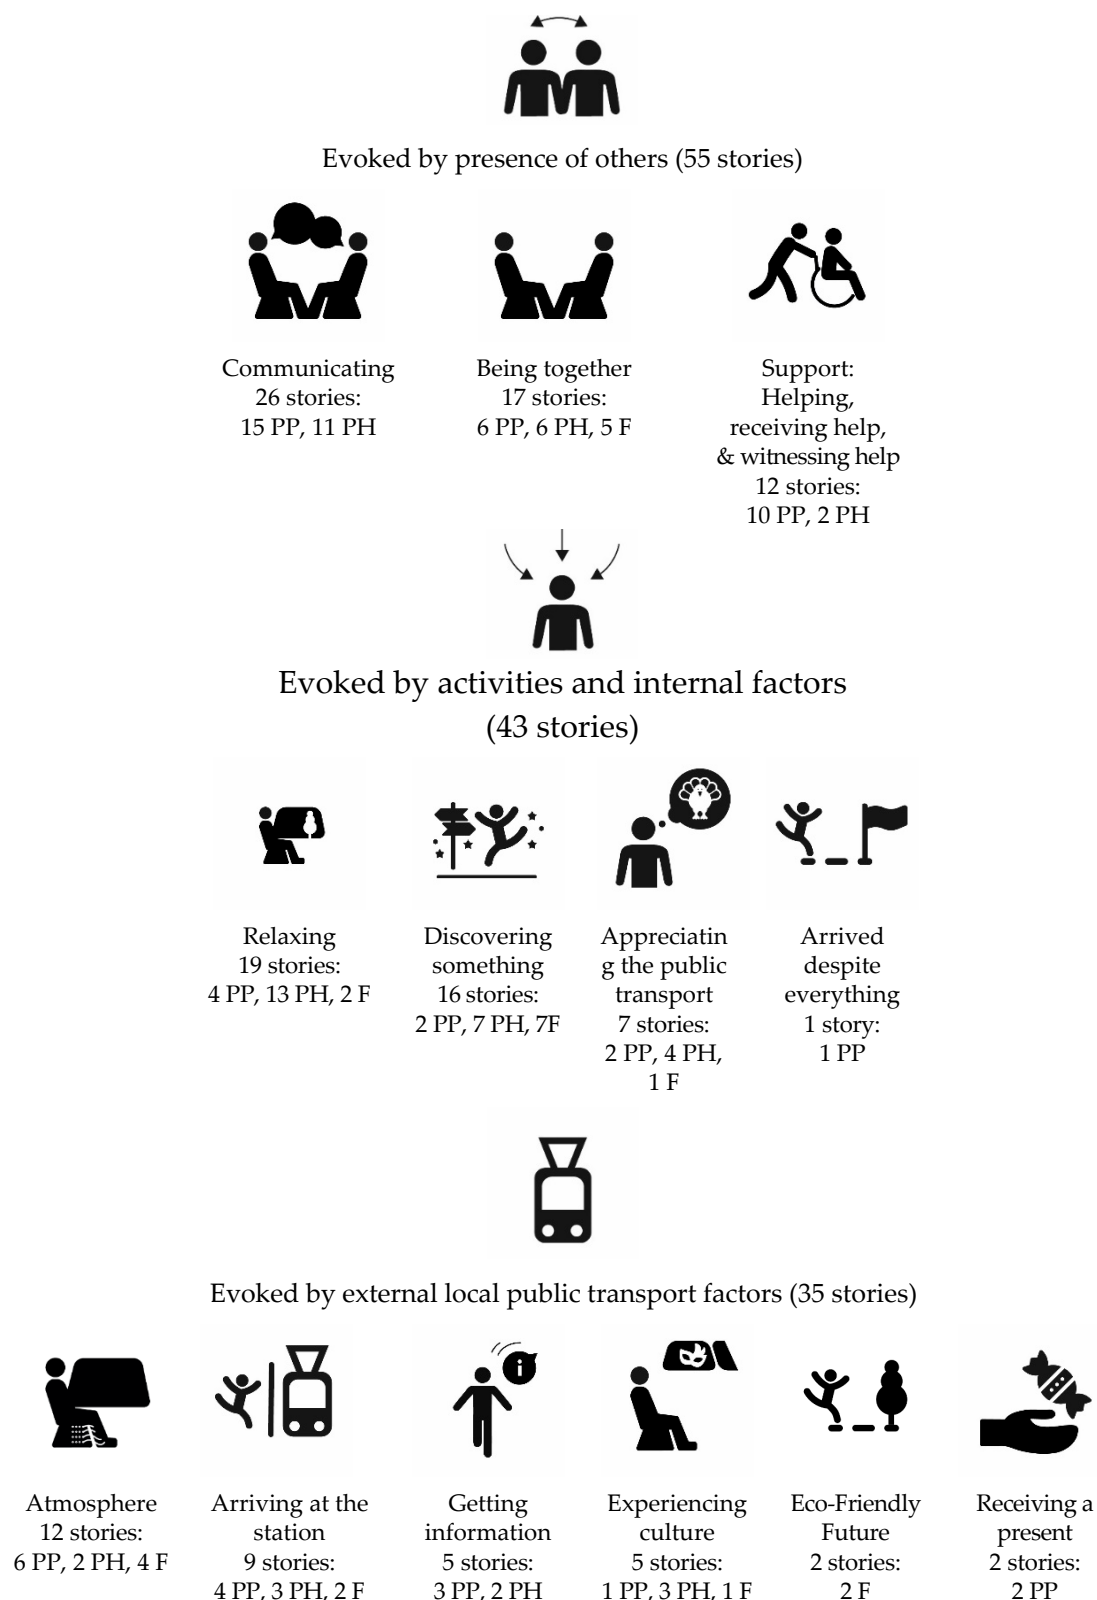 Evoked by presence of others (55 stories)
Communicating
26 stories:
15 PP, 11 PH
Being together
17 stories:
6 PP, 6 PH, 5 F
Support:
Helping,
receiving help,
& witnessing help
12 stories:
10 PP, 2 PH
Evoked by activities and internal factors
(43 stories)
Relaxing
19 stories:
4 PP, 13 PH, 2 F
Discovering
something
16 stories:
2 PP, 7 PH, 7F
Appreciatin
g the public
transport
7 stories:
2 PP, 4 PH,
1 F
Arrived
despite
everything
1 story:
1 PP
Evoked by external local public transport factors (35 stories)
i
Atmosphere
12 stories:
6 PP, 2 PH, 4 F
Arriving at the
station
9 stories:
4 PP, 3 PH, 2 F
Getting
information
5 stories:
3 PP, 2 PH
Experiencing
culture
5 stories:
1 PP, 3 PH, 1 F
Eco-Friendly
Future
2 stories:
2 F
Receiving a
present
2 stories:
2 PP